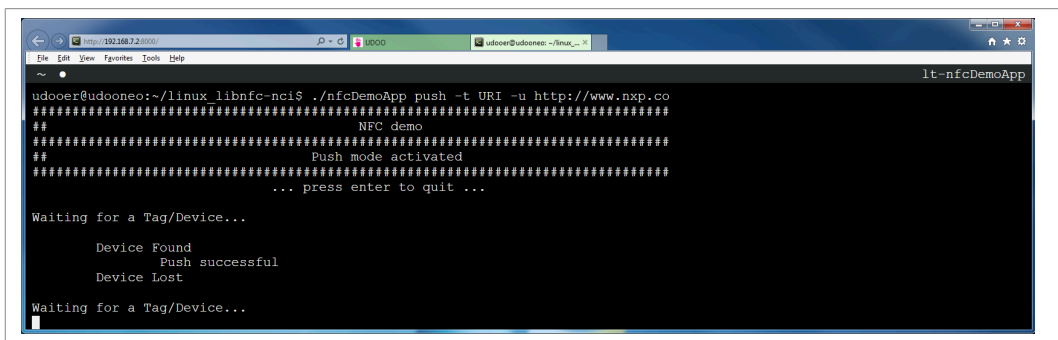 http://192.168.7.2:3000/
UDOO
udooer@udooneo: ~/linux_...
File Edit View Favorites Tools Help
~ lt-nfcDemoApp
udooer@udooneo:~/linux_libnfc-nci$ ./nfcDemoApp push -t URI -u http://www.nxp.co
################################################################################
## NFC demo
################################################################################
## Push mode activated
################################################################################
... press enter to quit ...
Waiting for a Tag/Device...
Device Found
Push successful
Device Lost
Waiting for a Tag/Device...